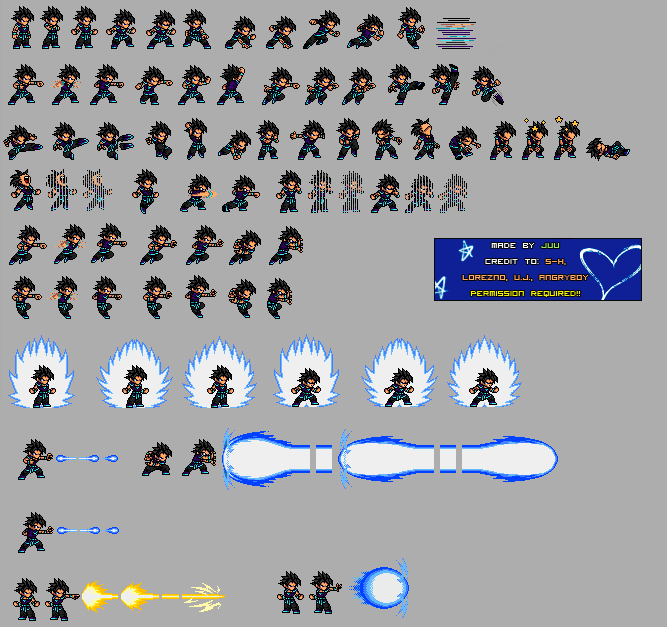 MADE BY JUU
CREDIT TO: S-H,
LOREZNO, U.J., ANGRYBOY
PERMISSION REQUIRED!!